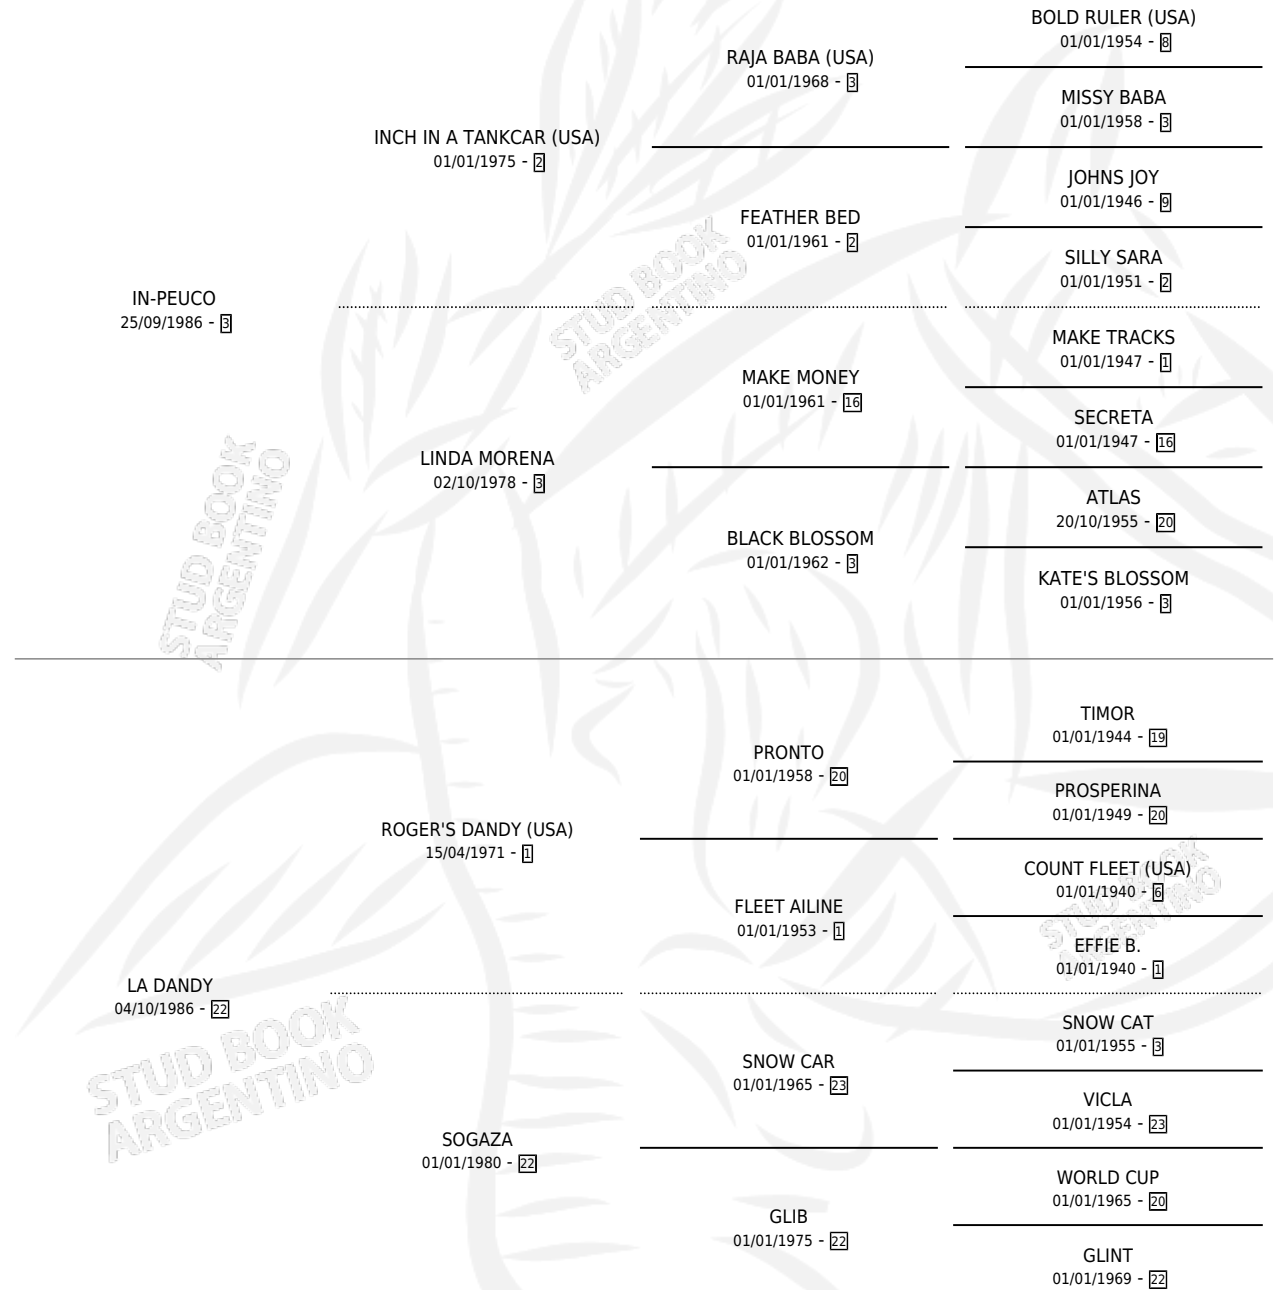 BOLD RULER (USA)
01/01/1954 - 8
RAJA BABA (USA)
01/01/1968 - 3
MISSY BABA
01/01/1958 - 3
INCH IN A TANKCAR (USA)
01/01/1975 - 2
JOHNS JOY
01/01/1946 - 9
FEATHER BED
01/01/1961 - 2
SILLY SARA
01/01/1951 - 2
IN-PEUCO
25/09/1986 - 3
MAKE TRACKS
01/01/1947 - 1
MAKE MONEY
01/01/1961 - 16
SECRETA
01/01/1947 - 16
LINDA MORENA
02/10/1978 - 3
ATLAS
20/10/1955 - 20
BLACK BLOSSOM
01/01/1962 - 3
KATE'S BLOSSOM
01/01/1956 - 3
TIMOR
01/01/1944 - 19
PRONTO
01/01/1958 - 20
PROSPERINA
01/01/1949 - 20
ROGER'S DANDY (USA)
15/04/1971 - 1
COUNT FLEET (USA)
01/01/1940 - 6
FLEET AILINE
01/01/1953 - 1
EFFIE B.
01/01/1940 - 1
LA DANDY
04/10/1986 - 22
SNOW CAT
01/01/1955 - 3
SNOW CAR
01/01/1965 - 23
VICLA
01/01/1954 - 23
SOGAZA
01/01/1980 - 22
WORLD CUP
01/01/1965 - 20
GLIB
01/01/1975 - 22
GLINT
01/01/1969 - 22
STUD BOOK
ARGENTINO
STUD BOOK
ARGENTINO
STUD BOOK
ARGENTINO
STUD BOOK
ARGENTINO